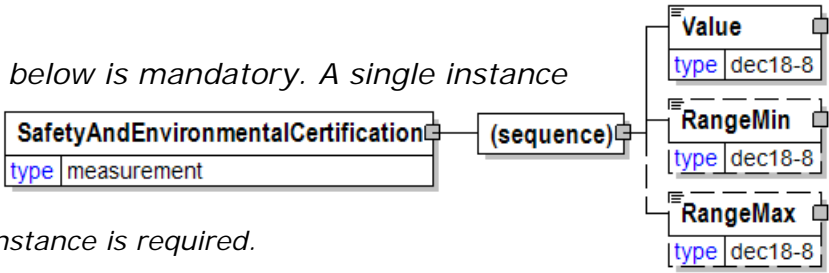 Value
type dec18-8
below is mandatory. A single instance
SafetyAndEnvironmentalCertification
type measurement
(sequence)
RangeMin
type dec18-8
RangeMax
type dec18-8
nstance is required.